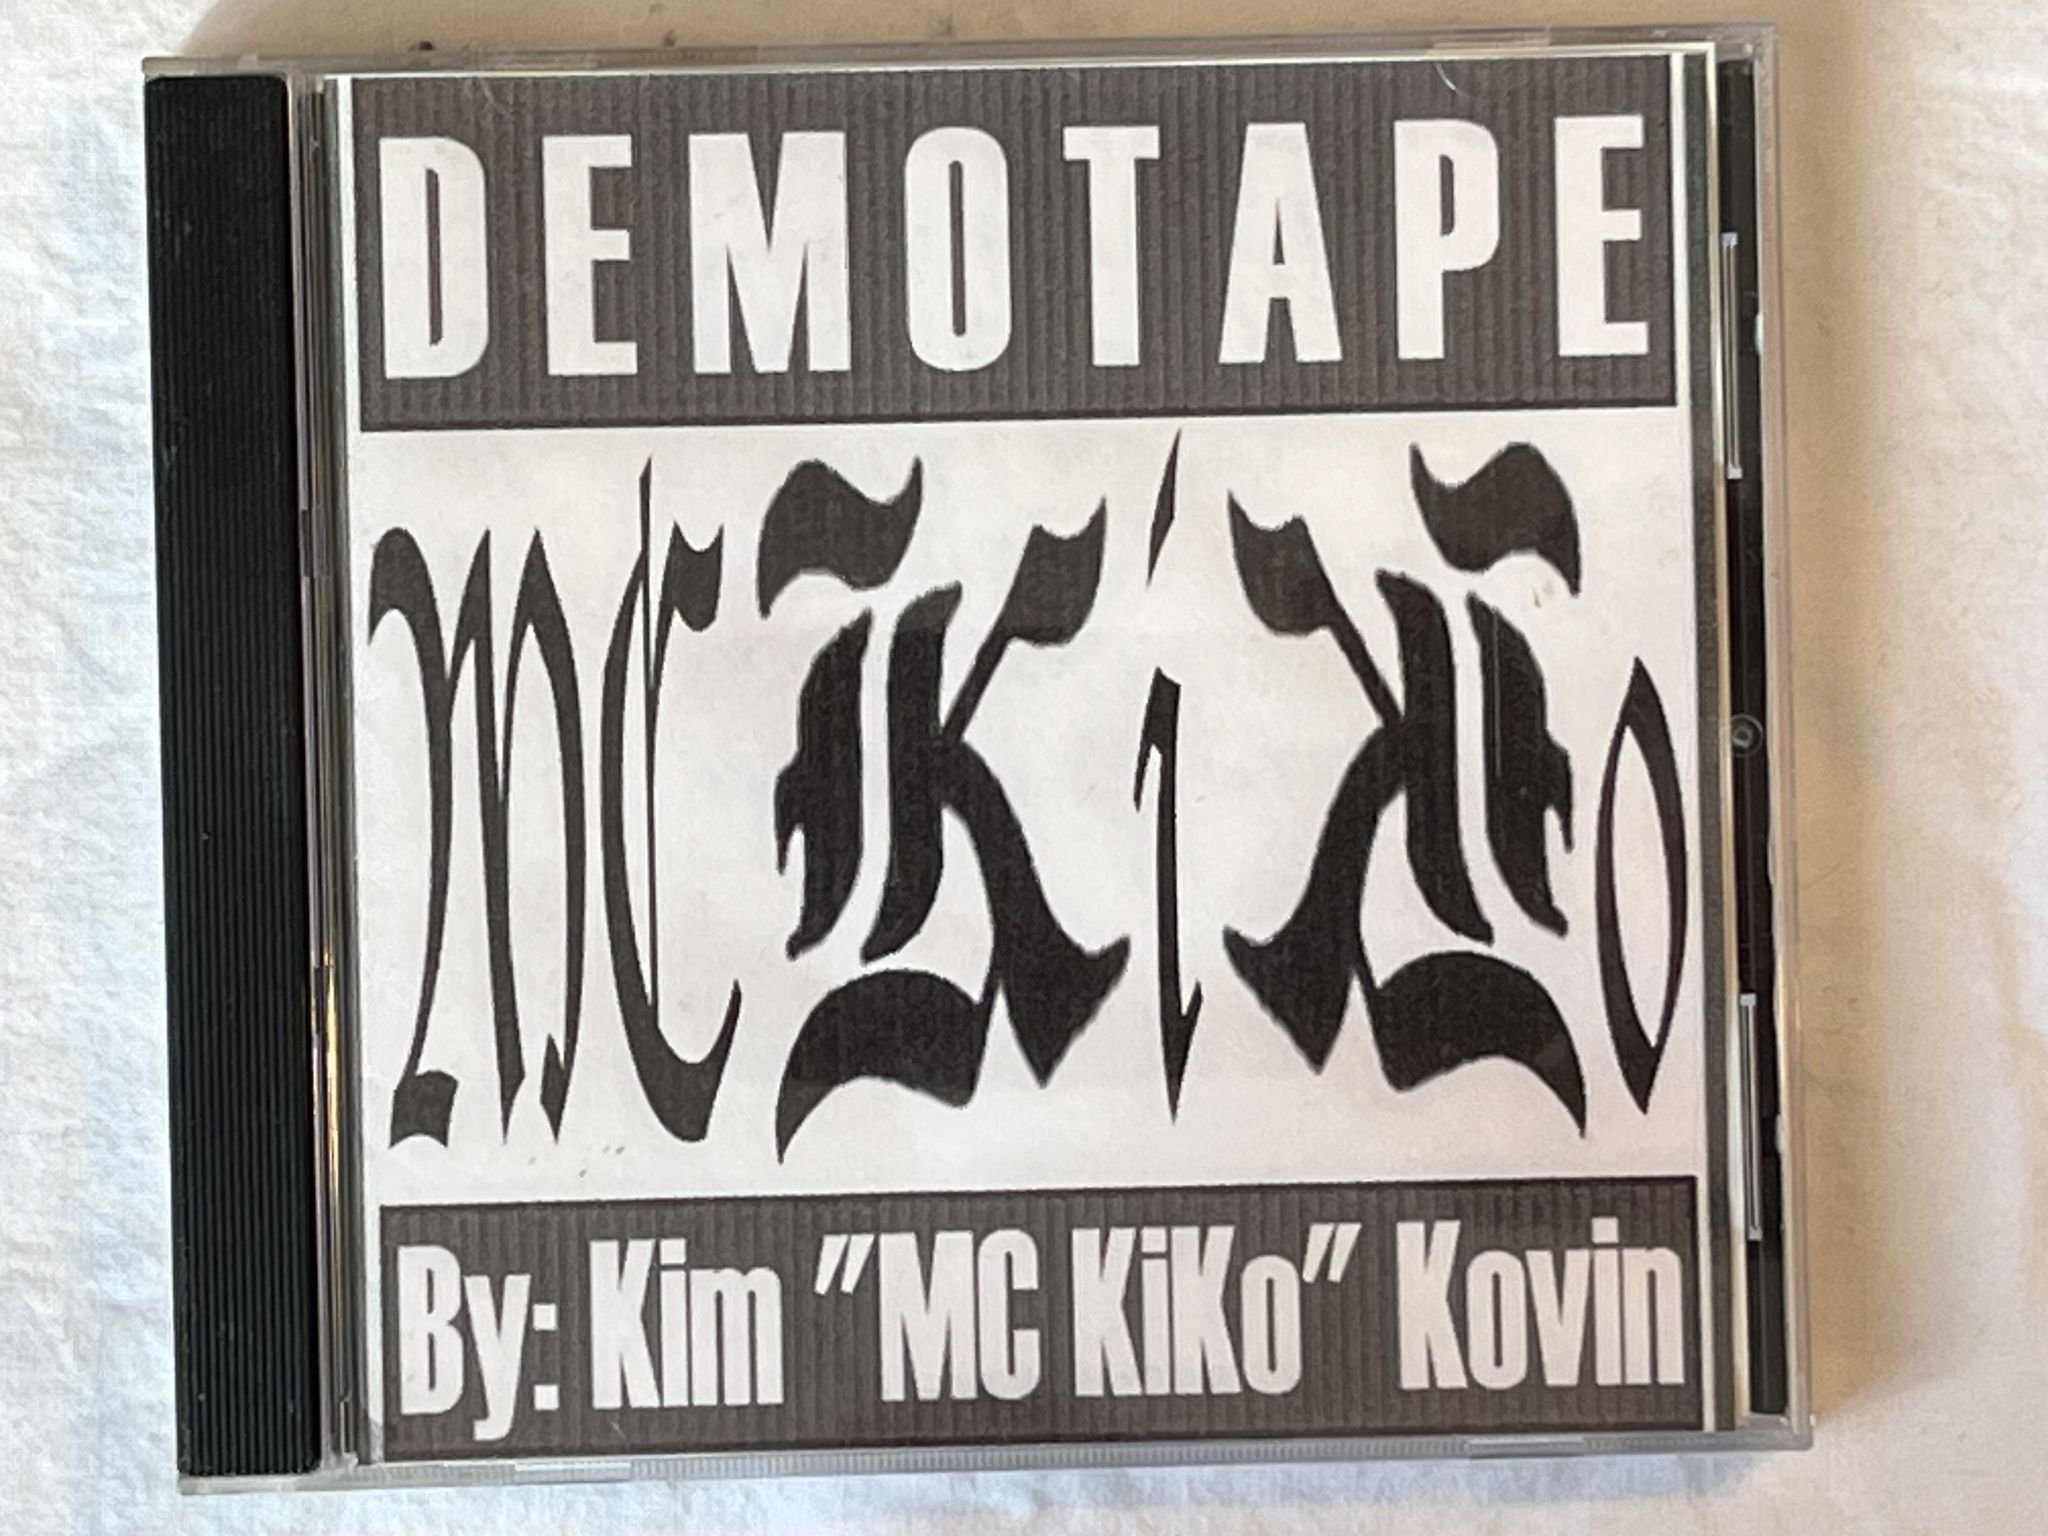 DEMOTAPE
MC KiKo
By: Kim "MC KiKo" Kovin